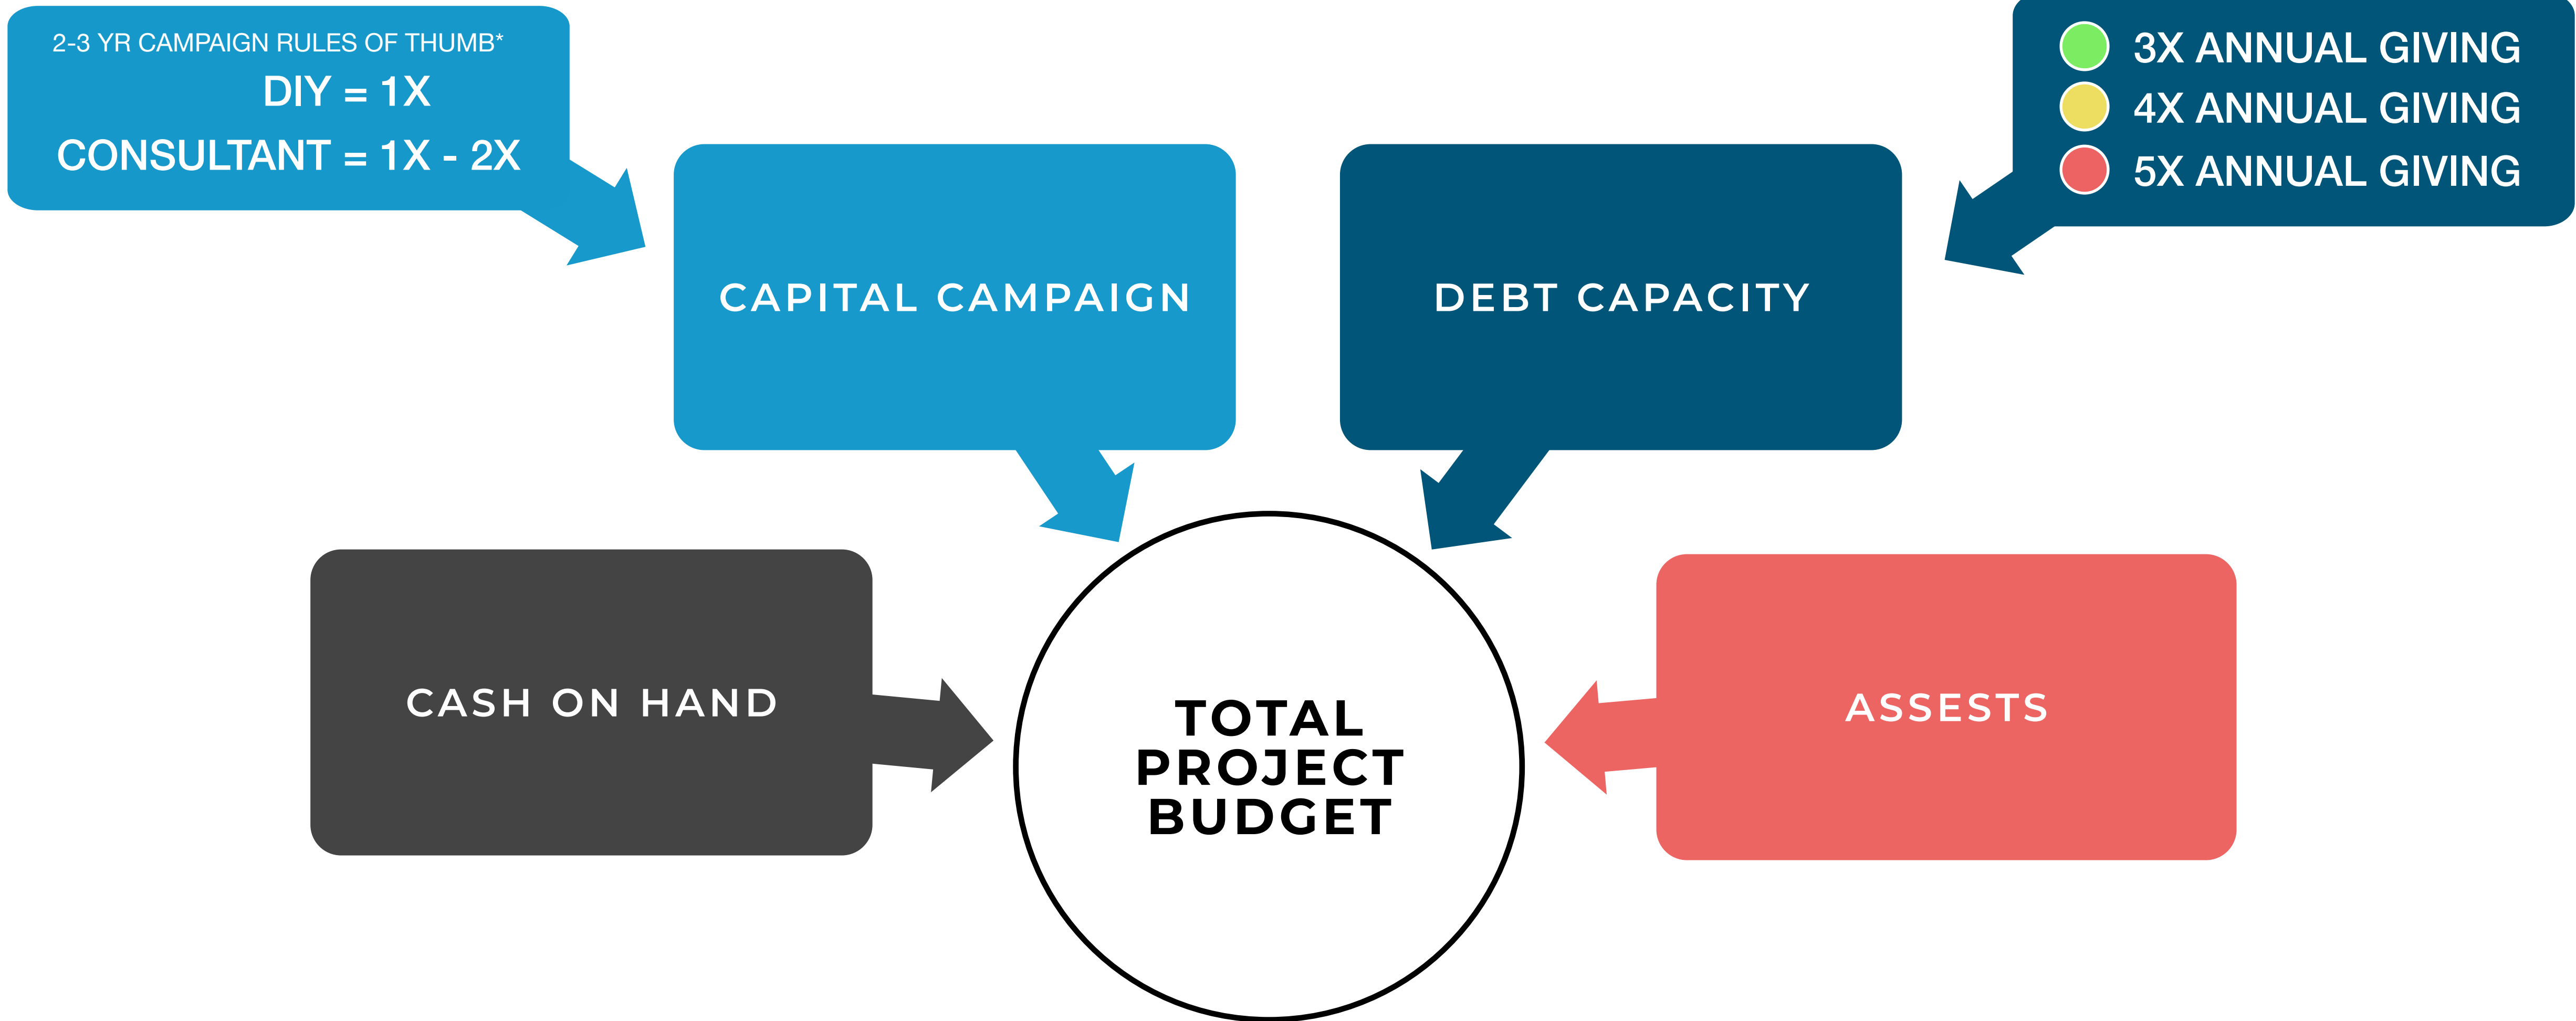 2-3 YR CAMPAIGN RULES OF THUMB*
DIY = 1X
CONSULTANT = 1X - 2X
3X ANNUAL GIVING
4X ANNUAL GIVING
5X ANNUAL GIVING
CAPITAL CAMPAIGN
DEBT CAPACITY
CASH ON HAND
TOTAL
PROJECT
BUDGET
ASSESTS